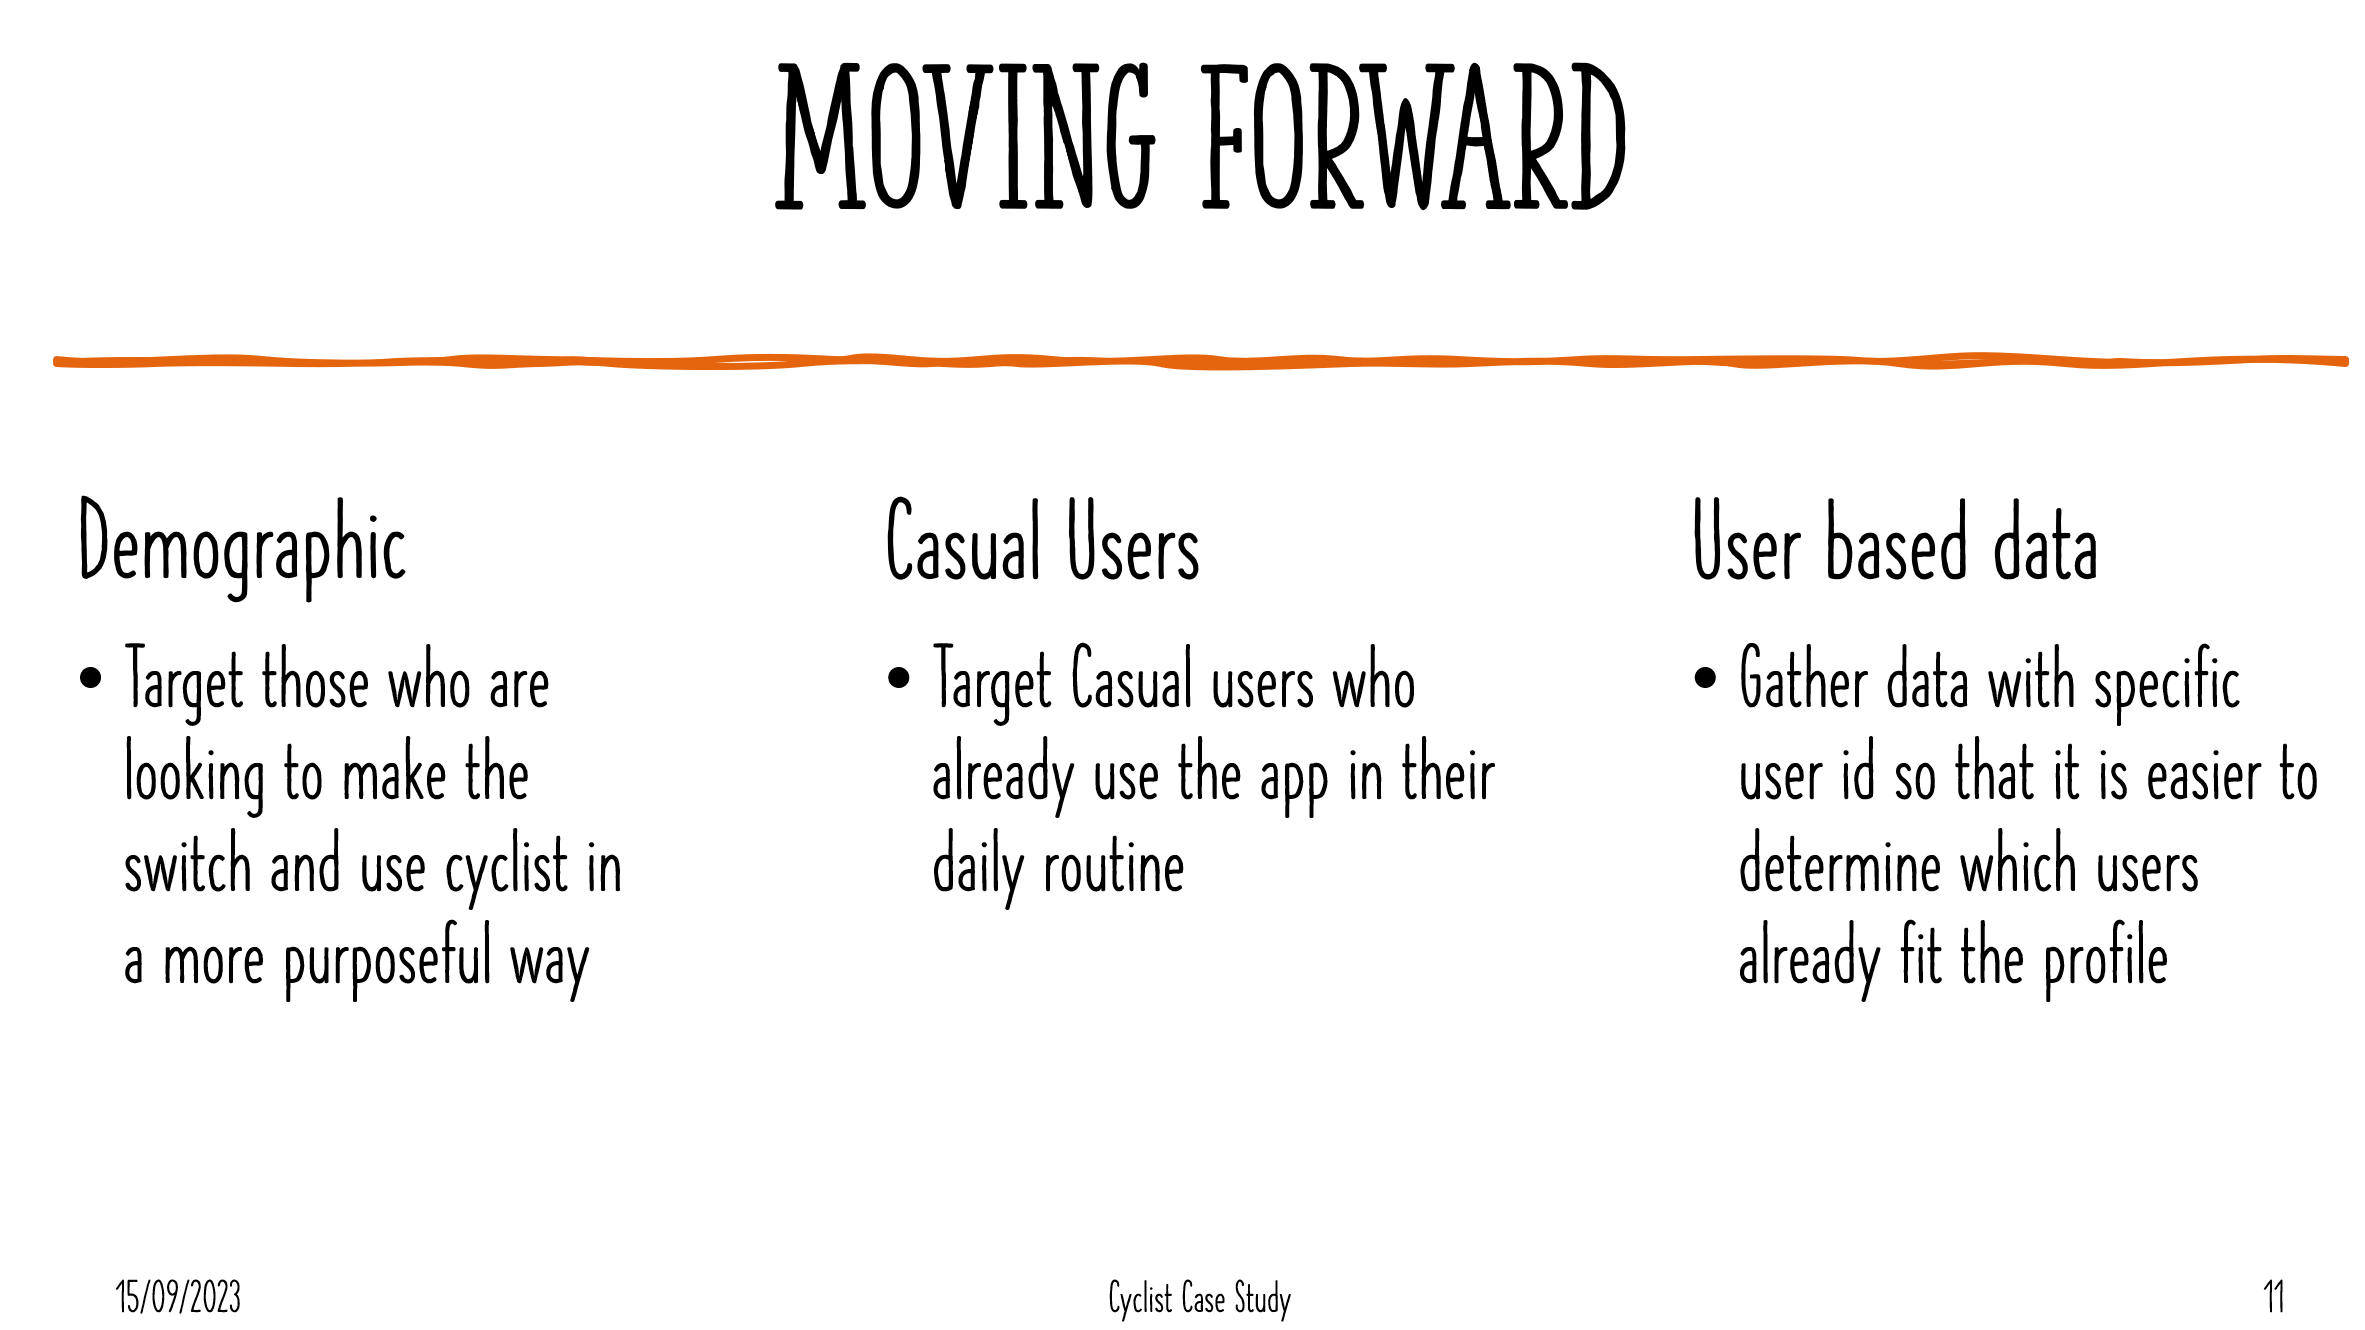 MOVING FORWARD
Demographic
• Target those who are
looking to make the
switch and use cyclist in
a more purposeful way
Casual Users
• Target Casual users who
already use the app in their
daily routine
User based data
• Gather data with specific
user id so that it is easier to
determine which users
already fit the profile
15/09/2023
Cyclist Case Study
11